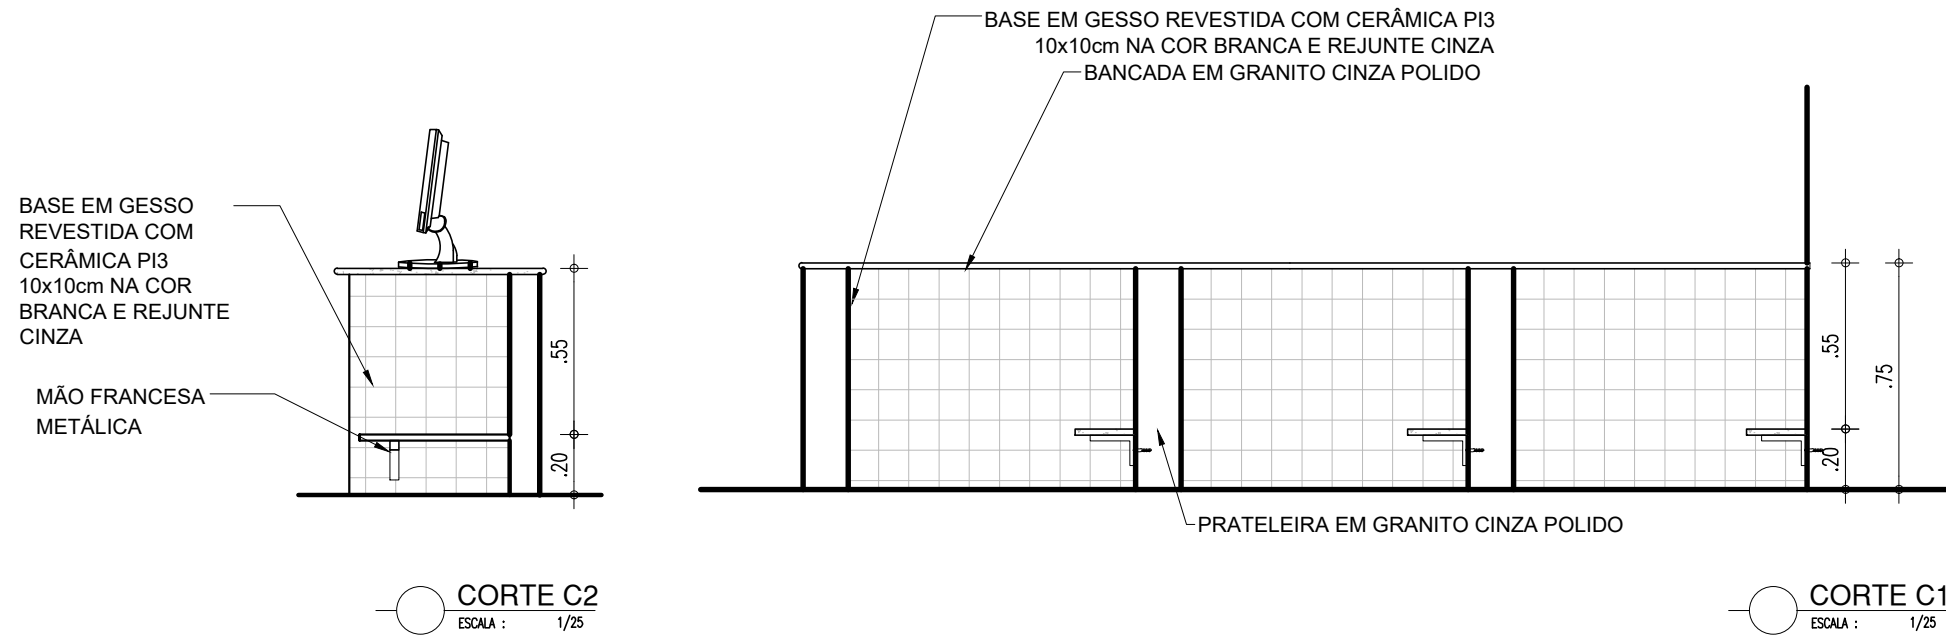 BASE EM GESSO REVESTIDA COM CERÂMICA PI3
10x10cm NA COR BRANCA E REJUNTE CINZA
BANCADA EM GRANITO CINZA POLIDO
BASE EM GESSO
REVESTIDA COM
CERÂMICA PI3
10x10cm NA COR
BRANCA E REJUNTE
CINZA
MÃO FRANCESA
METÁLICA
.55
.20
.55
.20
.75
PRATELEIRA EM GRANITO CINZA POLIDO
CORTE C2
ESCALA : 1/25
CORTE C1
ESCALA : 1/25